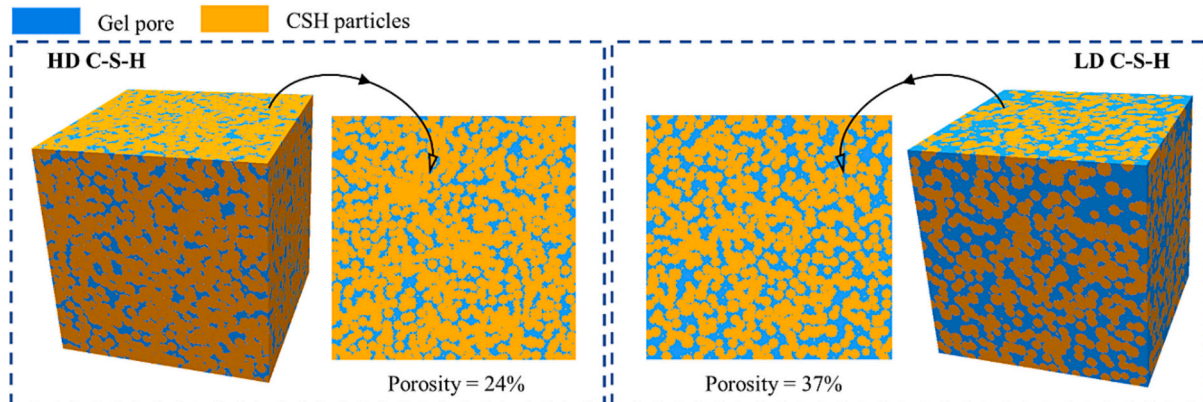 Gel pore
CSH particles
HD C-S-H
LD C-S-H
Porosity = 24%
Porosity = 37%